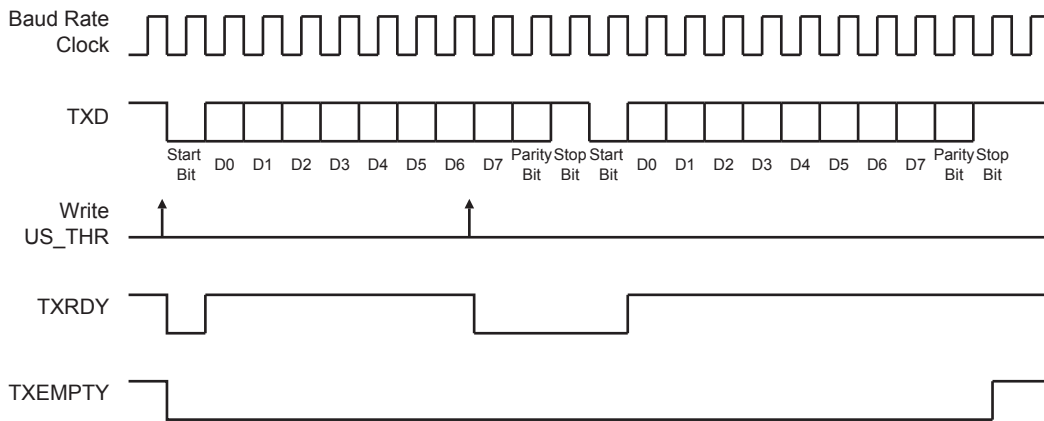 Baud Rate
Clock
TXD
Start
Bit
D0 D1 D2 D3 D4 D5 D6 D7
Parity
Bit
Stop
Bit
Start
Bit
D0 D1 D2 D3 D4 D5 D6 D7
Parity
Bit
Stop
Bit
Write
US_THR
TXRDY
TXEMPTY